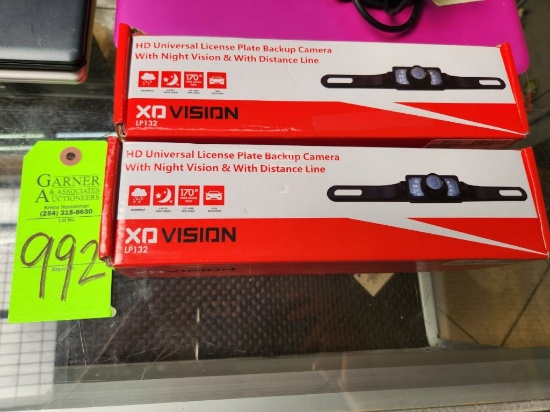 HD Universal License Plate Backup Camera
With Night Vision & With Distance Line
170°
XO VISION
LP132
HD Universal License Plate Backup Camera
With Night Vision & With Distance Line
170°
XO VISION
LP132
GARNER
& ASSOCIATES
AUCTIONEERS
(254) 315-8630
Lot No.
992